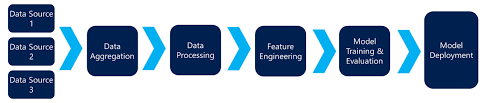 Data Source
1
Data Source
2
Data Source
3
Data
Aggregation
Data
Processing
Feature
Engineering
Model
Training &
Evaluation
Model
Deployment